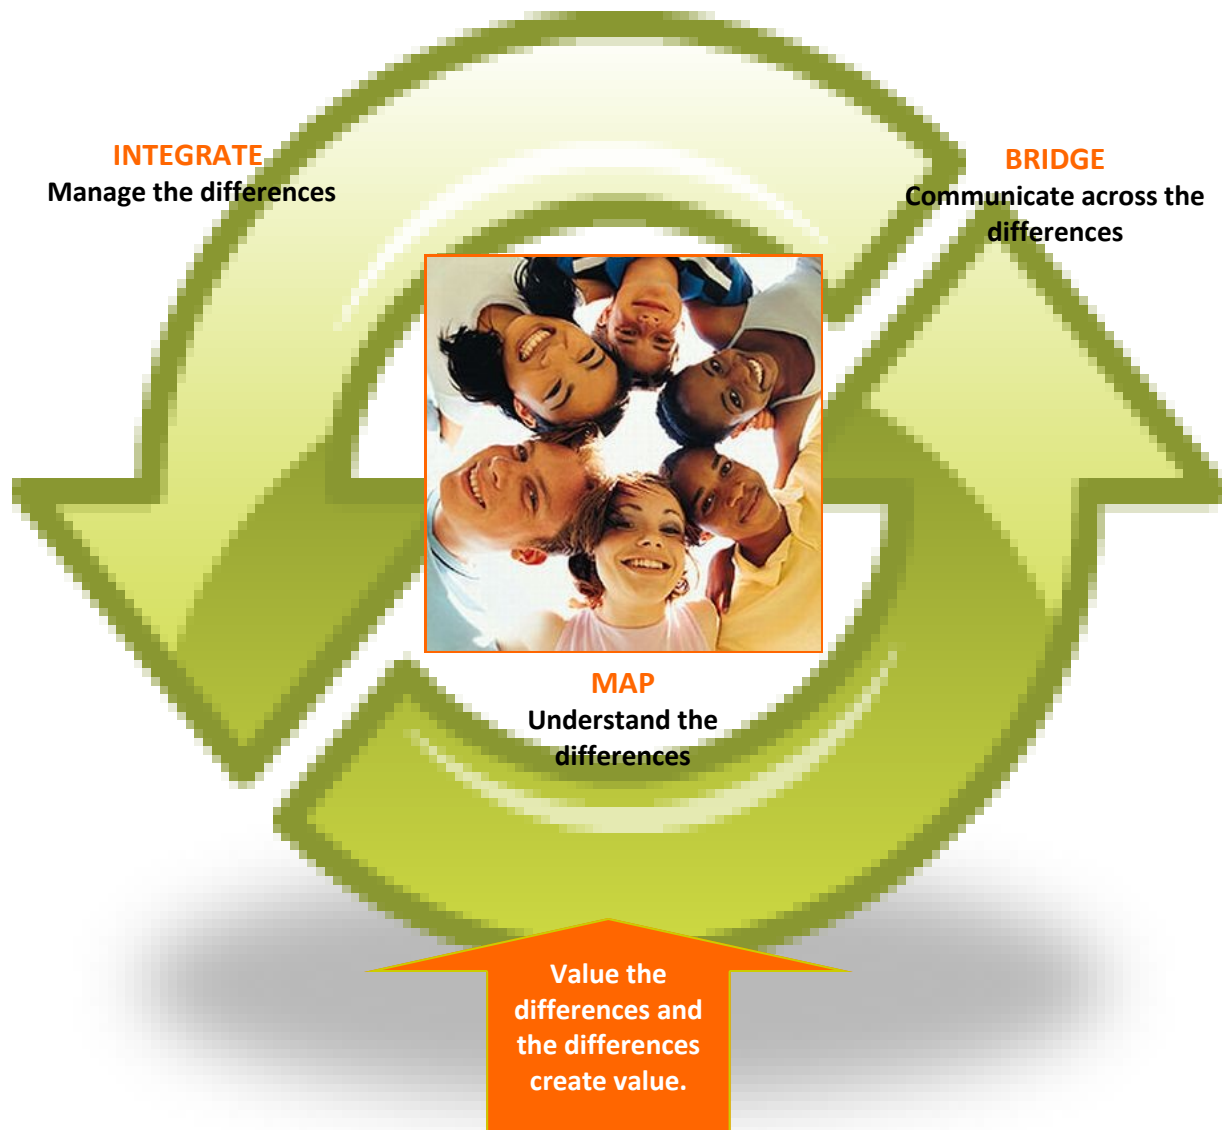 INTEGRATE
Manage the differences
BRIDGE
Communicate across the
differences
MAP
Understand the
differences
Value the
differences and
the differences
create value.